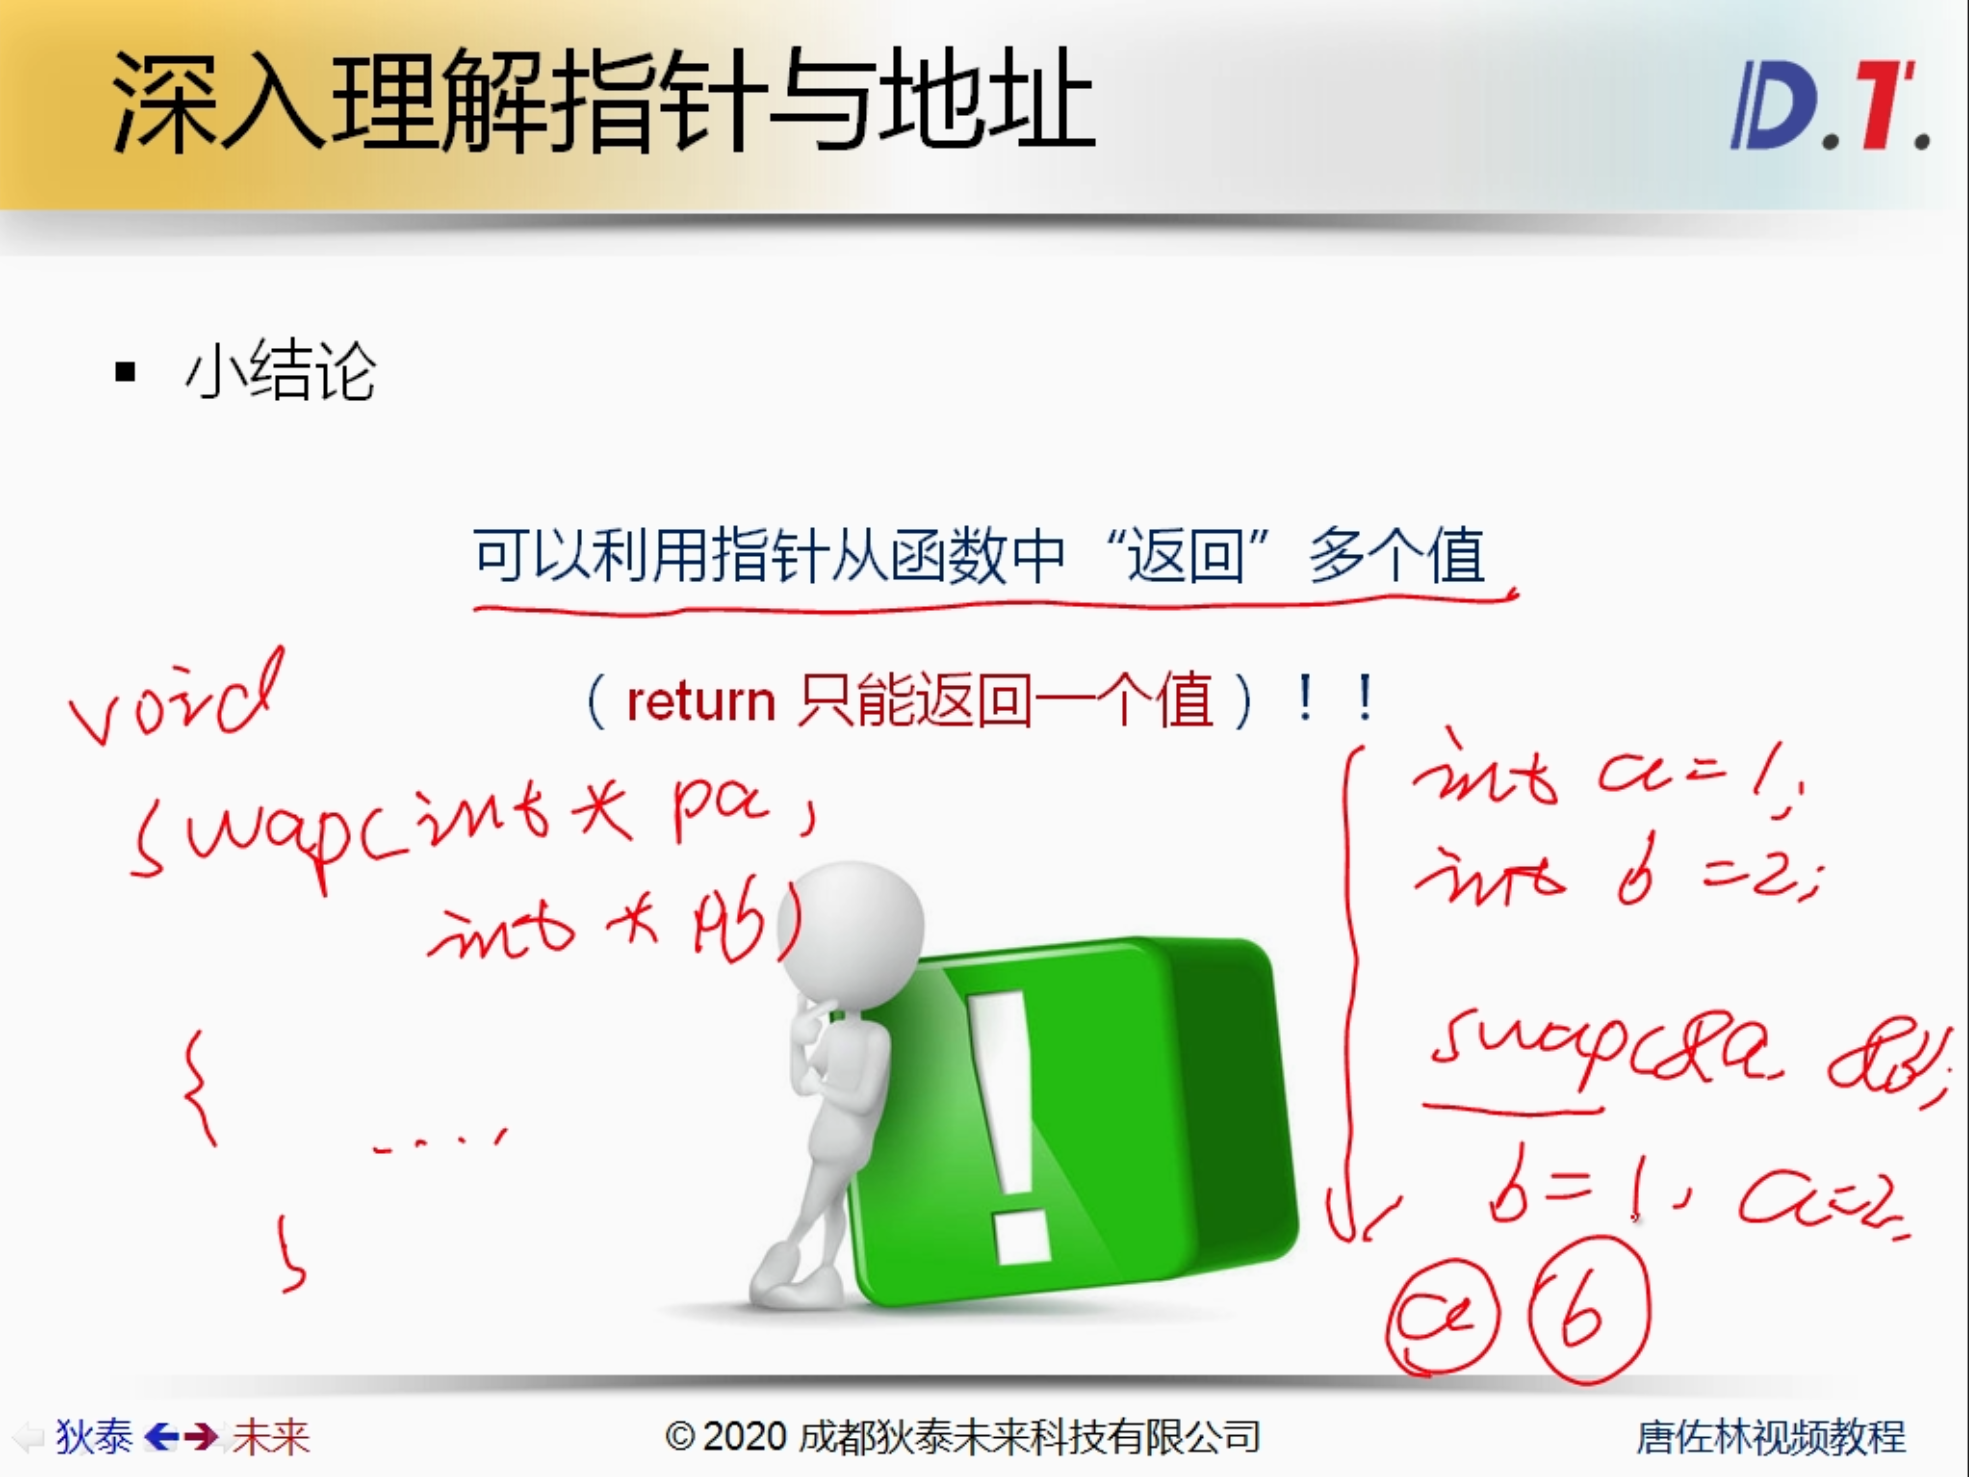 深入理解指针与地址
D.T.
▪ 小结论
可以利用指针从函数中“返回”多个值
（return 只能返回一个值）！！
void
swap(int * pa,
int * pb)
{
....,
}
int a=1;
int b=2;
swap(&a, &b);
b=1, a=2.
a b
狄泰 未来
© 2020 成都狄泰未来科技有限公司
唐佐林视频教程